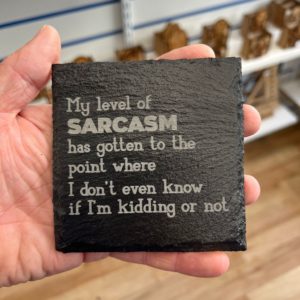 My level of
SARCASM
has gotten to the
point where
I don't even know
if I'm kidding or not